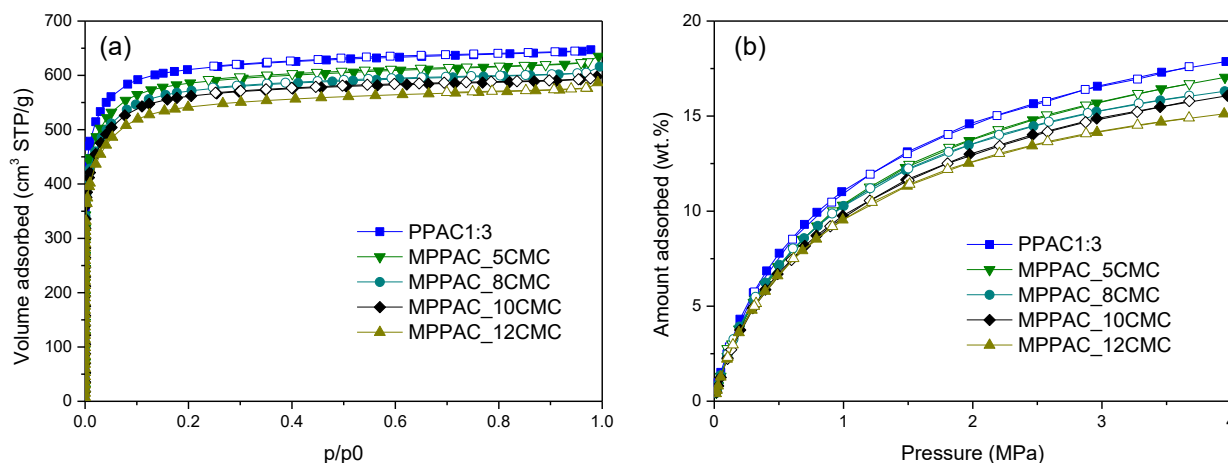 (a)
Volume adsorbed (cm³ STP/g)
700
600
500
400
300
200
100
0
0.0 0.2 0.4 0.6 0.8 1.0
p/p0
PPAC1:3
MPPAC_5CMC
MPPAC_8CMC
MPPAC_10CMC
MPPAC_12CMC
(b)
Amount adsorbed (wt.%)
20
15
10
5
0
0 1 2 3 4
Pressure (MPa)
PPAC1:3
MPPAC_5CMC
MPPAC_8CMC
MPPAC_10CMC
MPPAC_12CMC